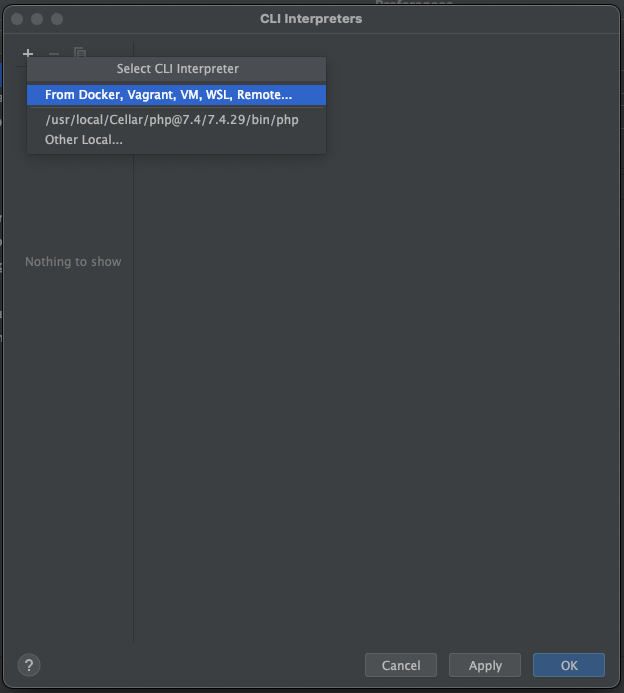 CLI Interpreters
Select CLI Interpreter
From Docker, Vagrant, VM, WSL, Remote...
/usr/local/Cellar/php@7.4/7.4.29/bin/php
Other Local...
Nothing to show
?
Cancel
Apply
OK